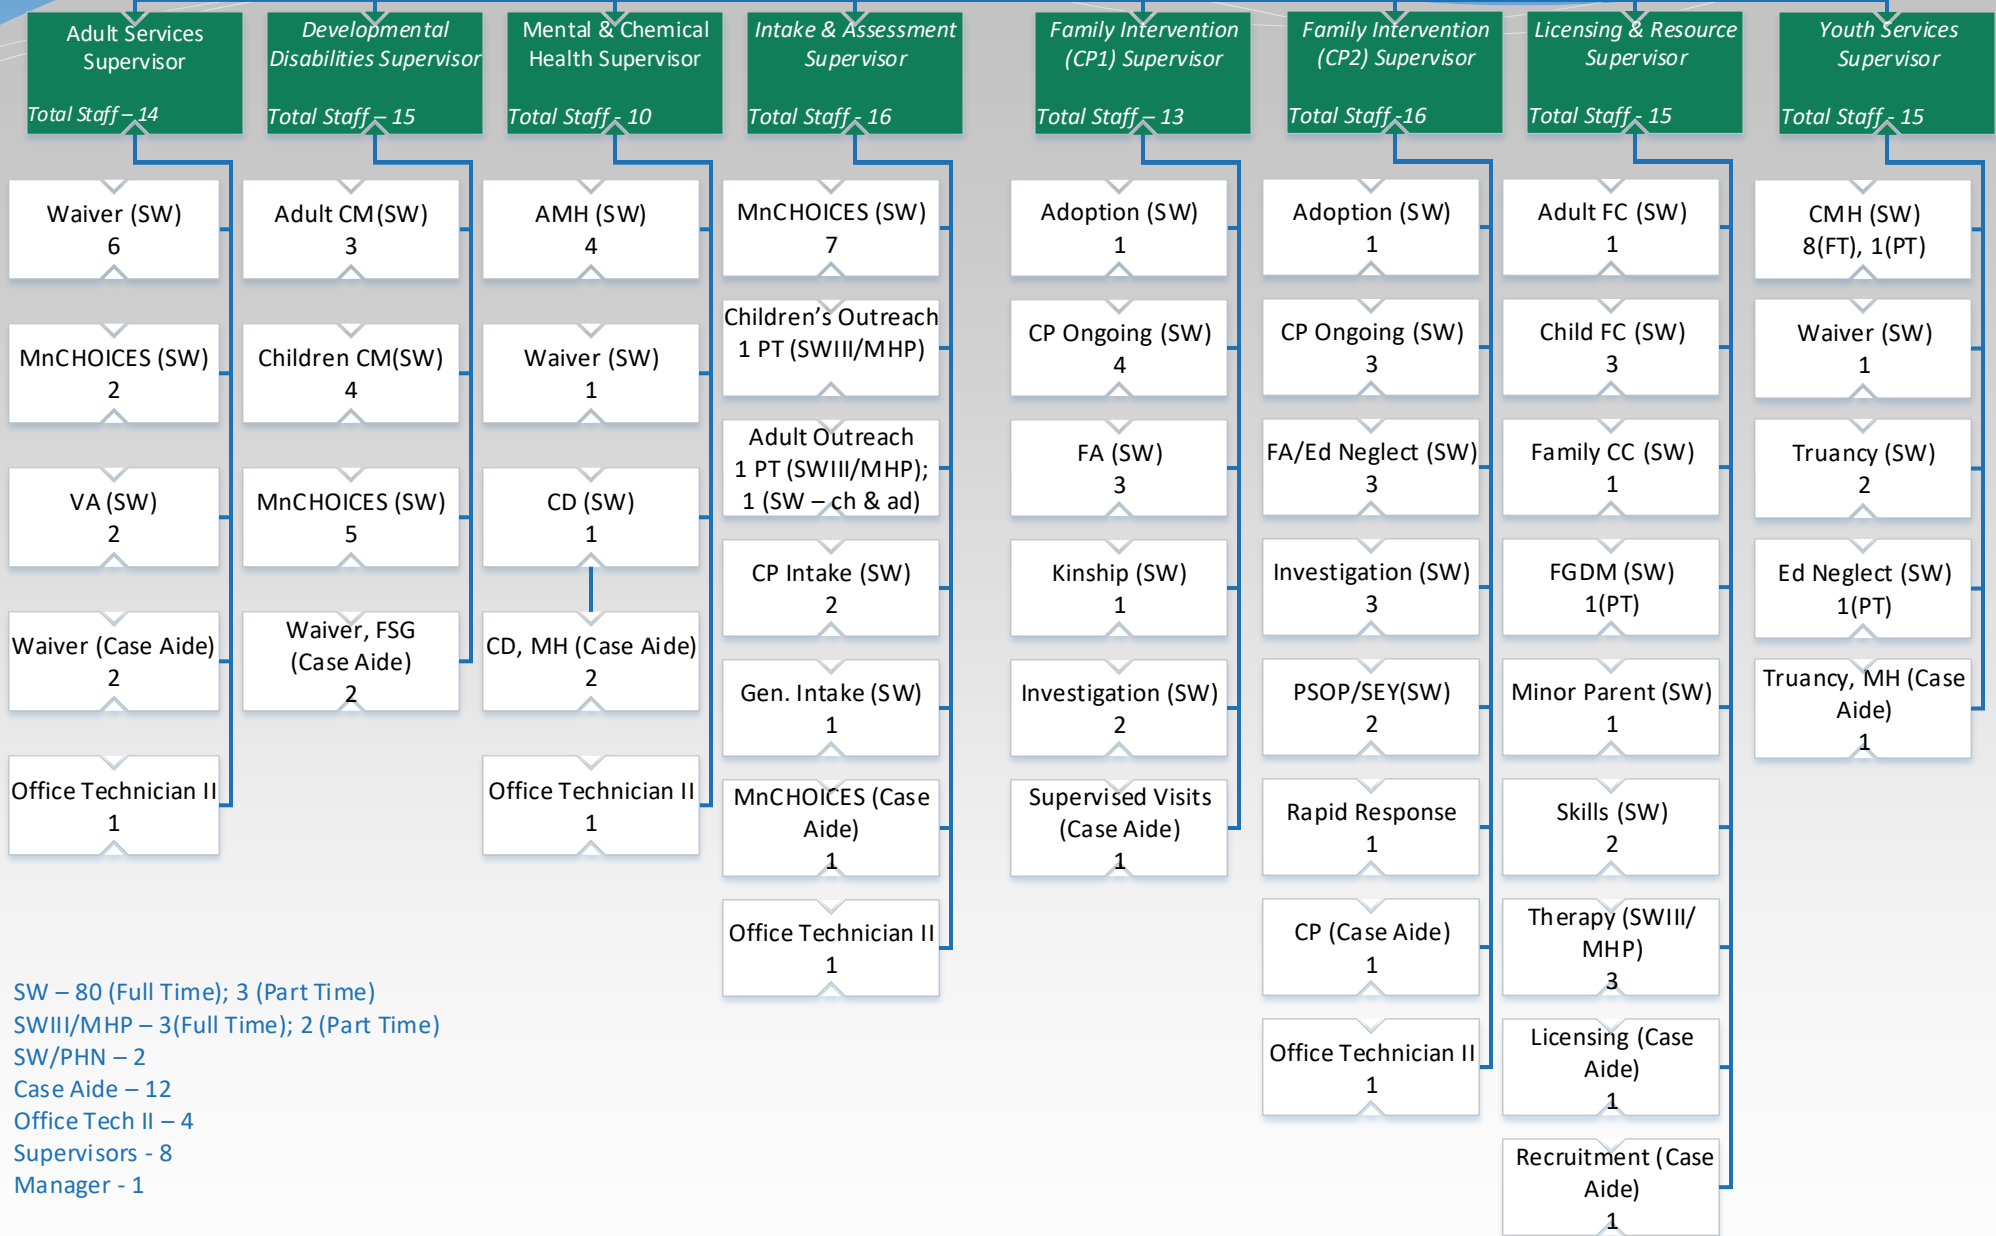 Adult Services
Supervisor
Total Staff – 14
Waiver (SW)
6
MnCHOICES (SW)
2
VA (SW)
2
Waiver (Case Aide)
2
Office Technician II
1
Developmental
Disabilities Supervisor
Total Staff – 15
Adult CM(SW)
3
Children CM(SW)
4
MnCHOICES (SW)
5
Waiver, FSG
(Case Aide)
2
Mental & Chemical
Health Supervisor
Total Staff - 10
AMH (SW)
4
Waiver (SW)
1
CD (SW)
1
CD, MH (Case Aide)
2
Office Technician II
1
Intake & Assessment
Supervisor
Total Staff - 16
MnCHOICES (SW)
7
Children’s Outreach
1 PT (SWIII/MHP)
Adult Outreach
1 PT (SWIII/MHP);
1 (SW – ch & ad)
CP Intake (SW)
2
Gen. Intake (SW)
1
MnCHOICES (Case
Aide)
1
Office Technician II
1
Family Intervention
(CP1) Supervisor
Total Staff – 13
Adoption (SW)
1
CP Ongoing (SW)
4
FA (SW)
3
Kinship (SW)
1
Investigation (SW)
2
Supervised Visits
(Case Aide)
1
Family Intervention
(CP2) Supervisor
Total Staff -16
Adoption (SW)
1
CP Ongoing (SW)
3
FA/Ed Neglect (SW)
3
Investigation (SW)
3
PSOP/SEY(SW)
2
Rapid Response
1
CP (Case Aide)
1
Office Technician II
1
Licensing & Resource
Supervisor
Total Staff - 15
Adult FC (SW)
1
Child FC (SW)
3
Family CC (SW)
1
FGDM (SW)
1(PT)
Minor Parent (SW)
1
Skills (SW)
2
Therapy (SWIII/
MHP)
3
Licensing (Case
Aide)
1
Recruitment (Case
Aide)
1
Youth Services
Supervisor
Total Staff - 15
CMH (SW)
8(FT), 1(PT)
Waiver (SW)
1
Truancy (SW)
2
Ed Neglect (SW)
1(PT)
Truancy, MH (Case
Aide)
1
SW – 80 (Full Time); 3 (Part Time)
SWIII/MHP – 3(Full Time); 2 (Part Time)
SW/PHN – 2
Case Aide – 12
Office Tech II – 4
Supervisors - 8
Manager - 1